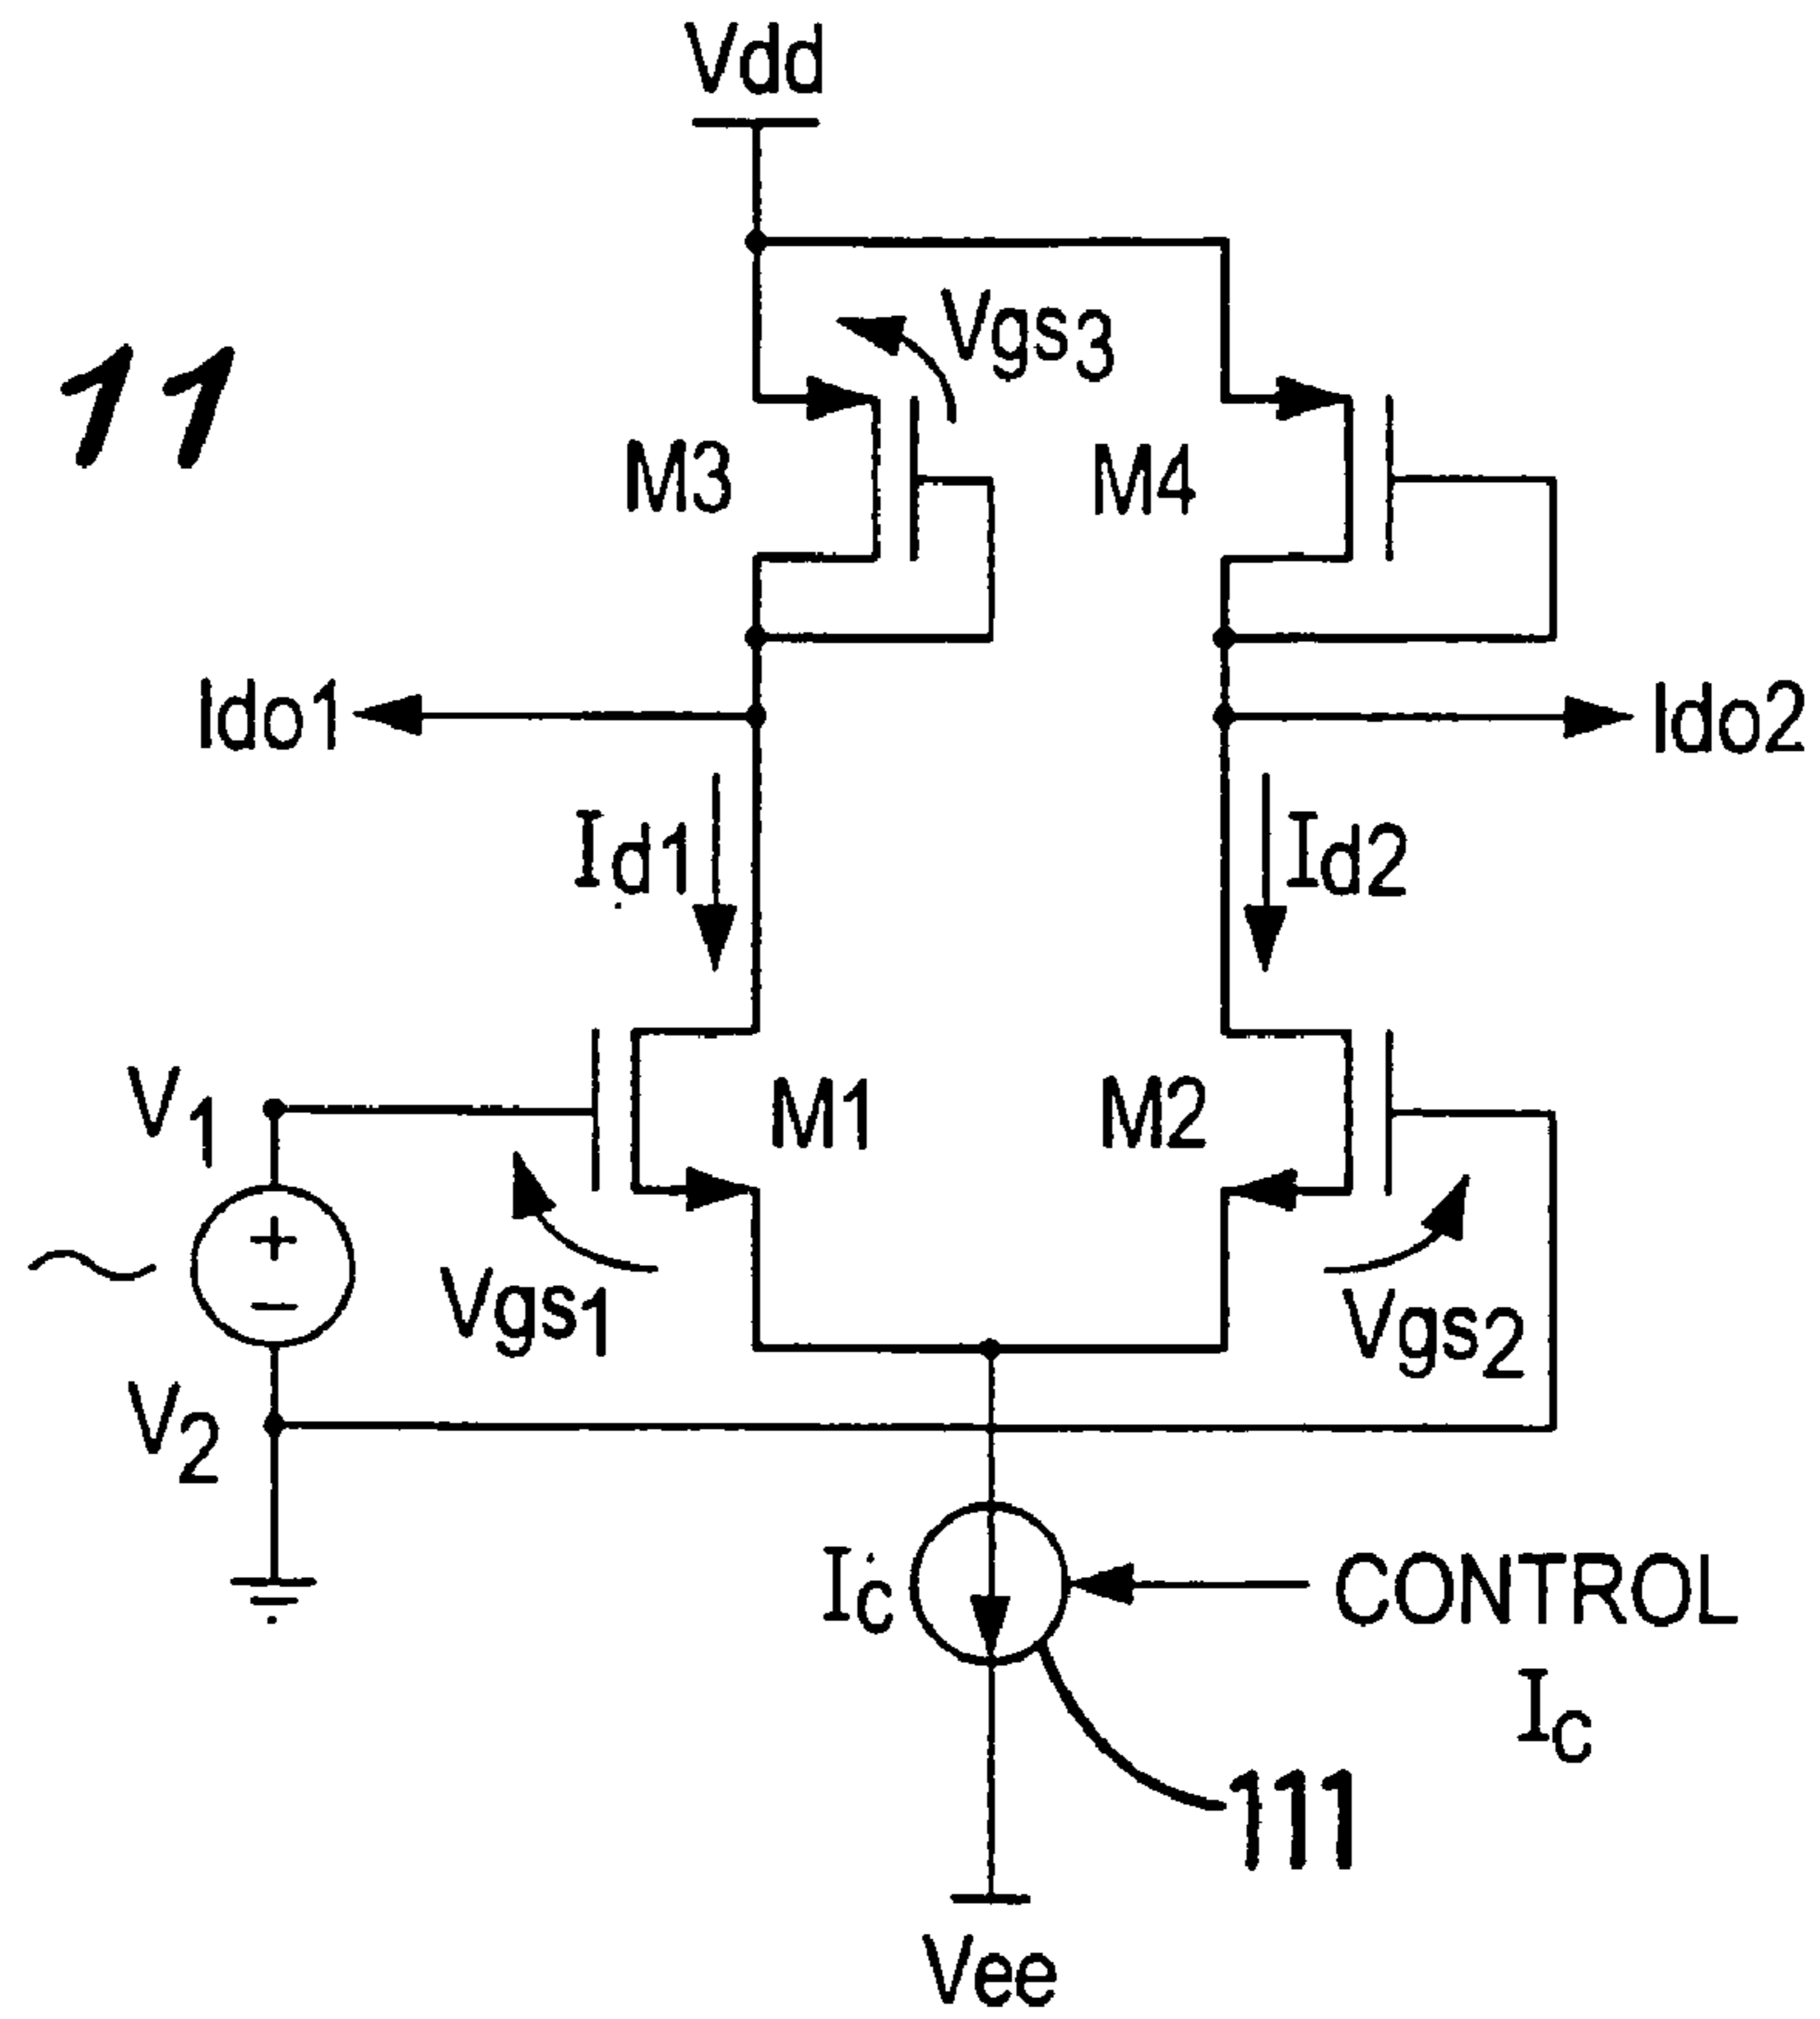 Vdd
11
Vgs3
M3
M4
Ido1
Ido2
Id1
Id2
V1
M1
M2
+
−
Vgs1
Vgs2
V2
Ic
CONTROL
Ic
111
Vee